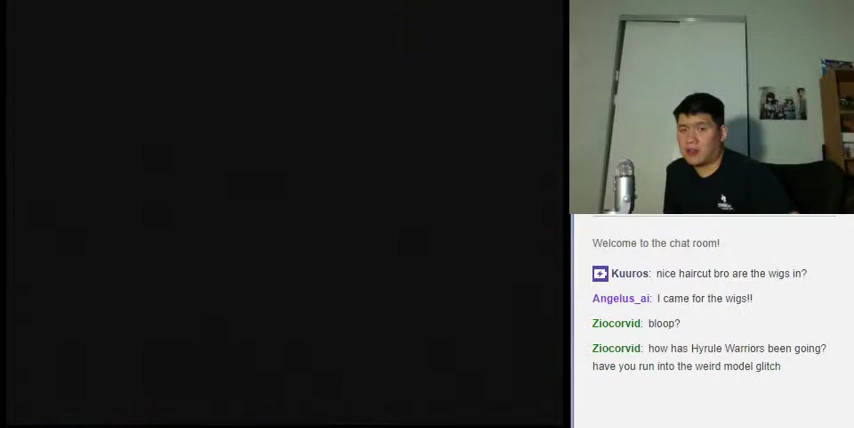 Welcome to the chat room!
Kuuros: nice haircut bro are the wigs in?
Angelus_ai: I came for the wigs!!
Ziocorvid: bloop?
Ziocorvid: how has Hyrule Warriors been going?
have you run into the weird model glitch